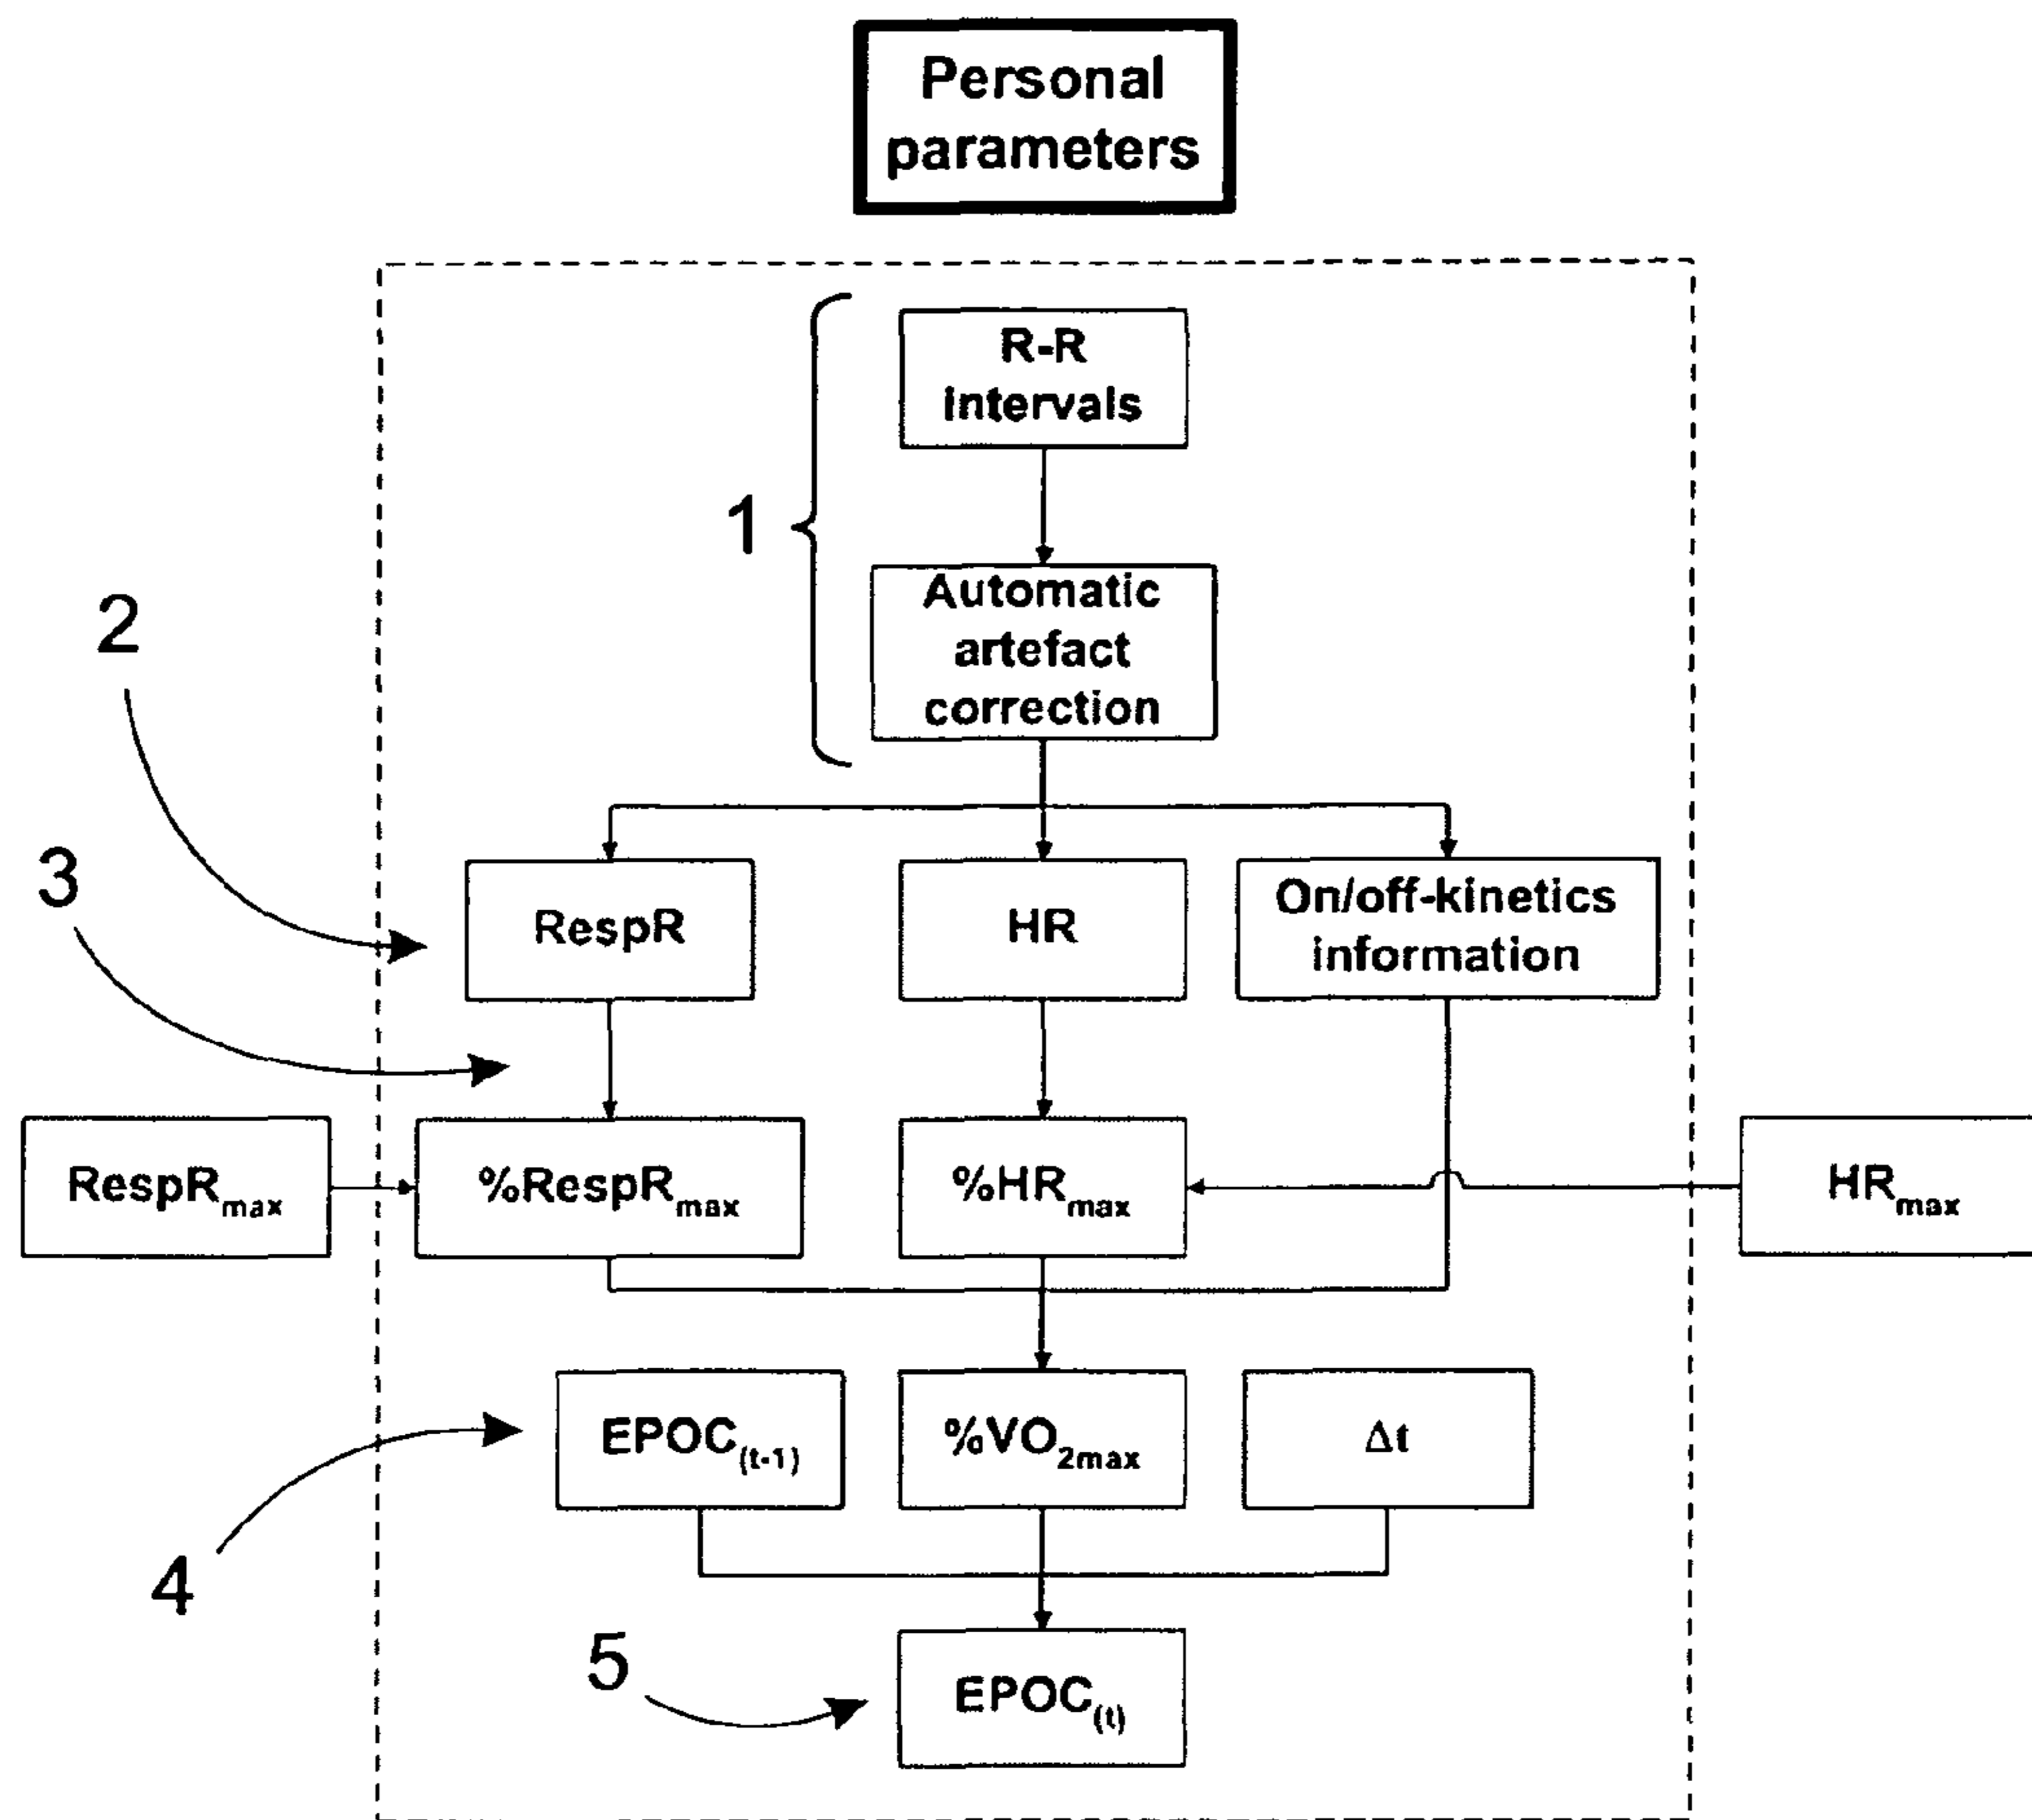 Personal
parameters
R-R
intervals
1
Automatic
artefact
correction
2
3
RespR
HR
On/off-kinetics
information
RespRmax
%RespRmax
%HRmax
HRmax
EPOC(t-1)
%VO2max
Δt
4
5
EPOC(t)